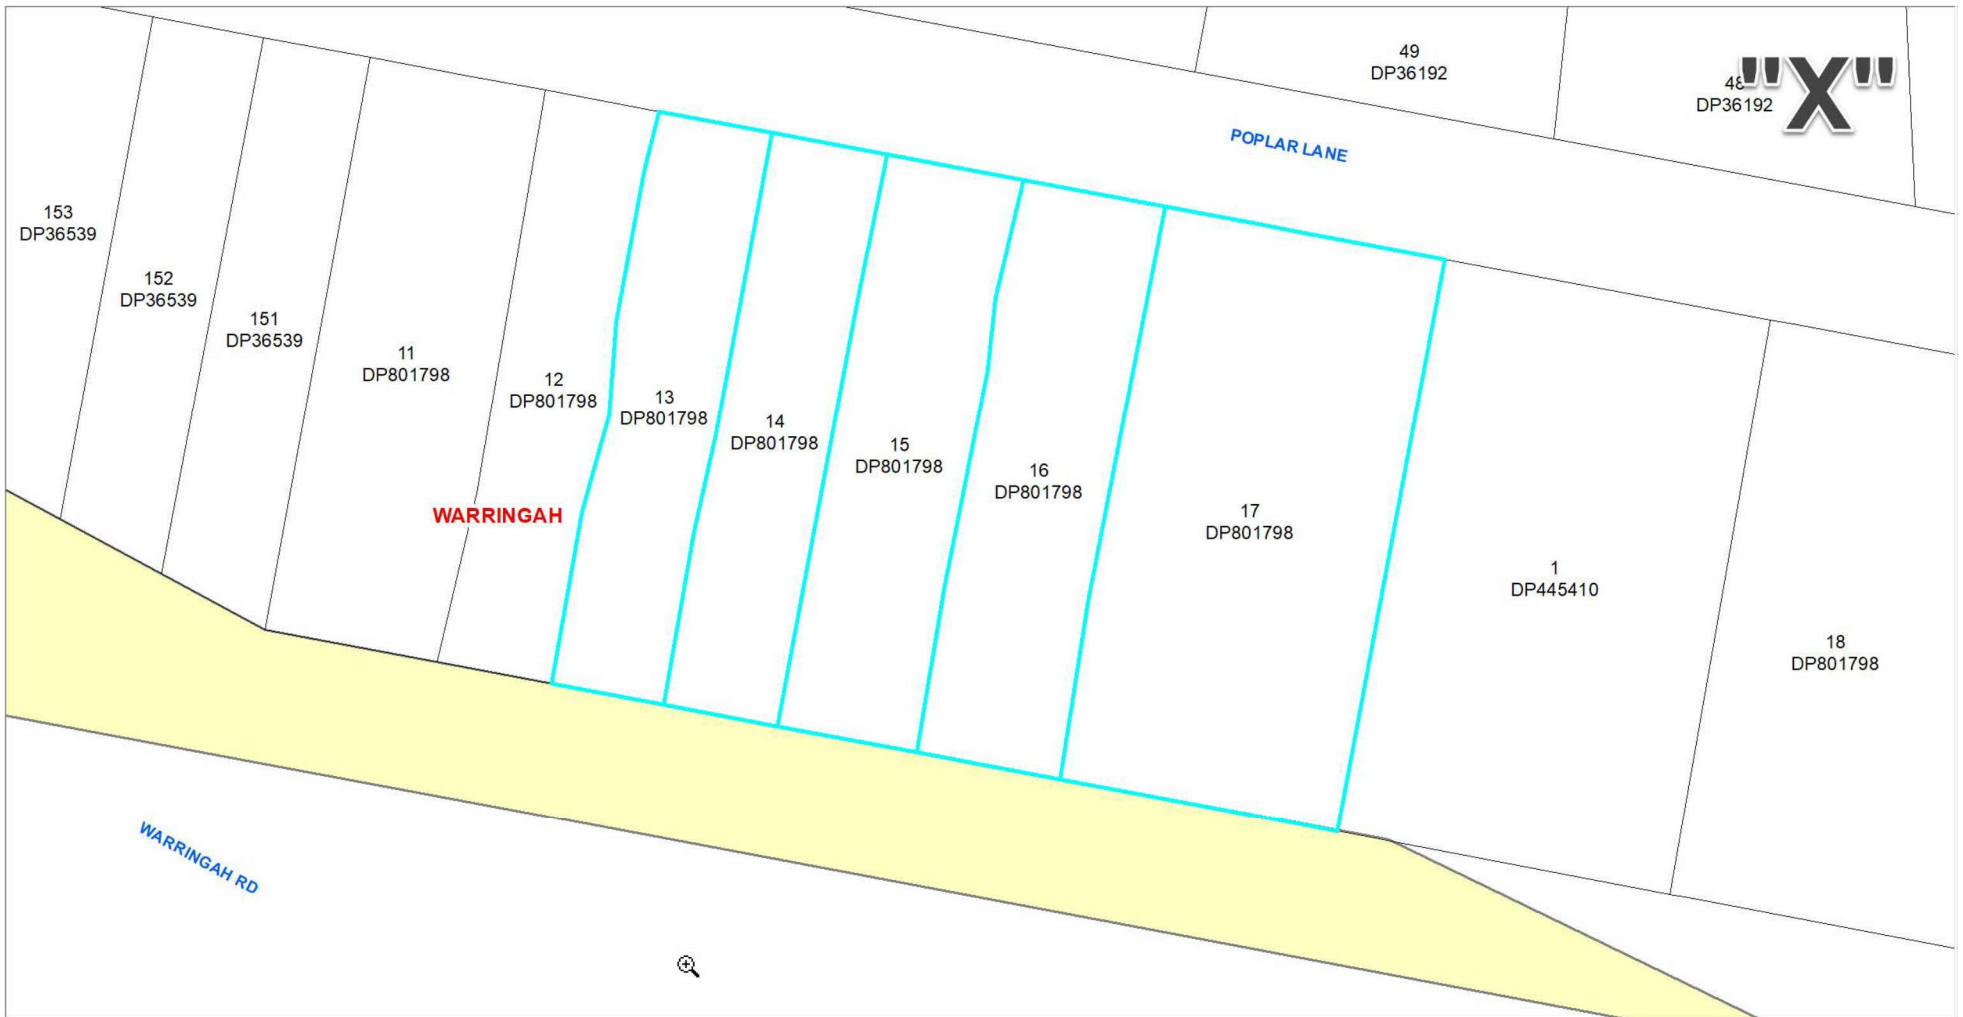 49
DP36192
48
DP36192
"X"
POPLAR LANE
153
DP36539
152
DP36539
151
DP36539
11
DP801798
12
DP801798
13
DP801798
14
DP801798
15
DP801798
16
DP801798
17
DP801798
1
DP445410
18
DP801798
WARRINGAH
WARRINGAH RD